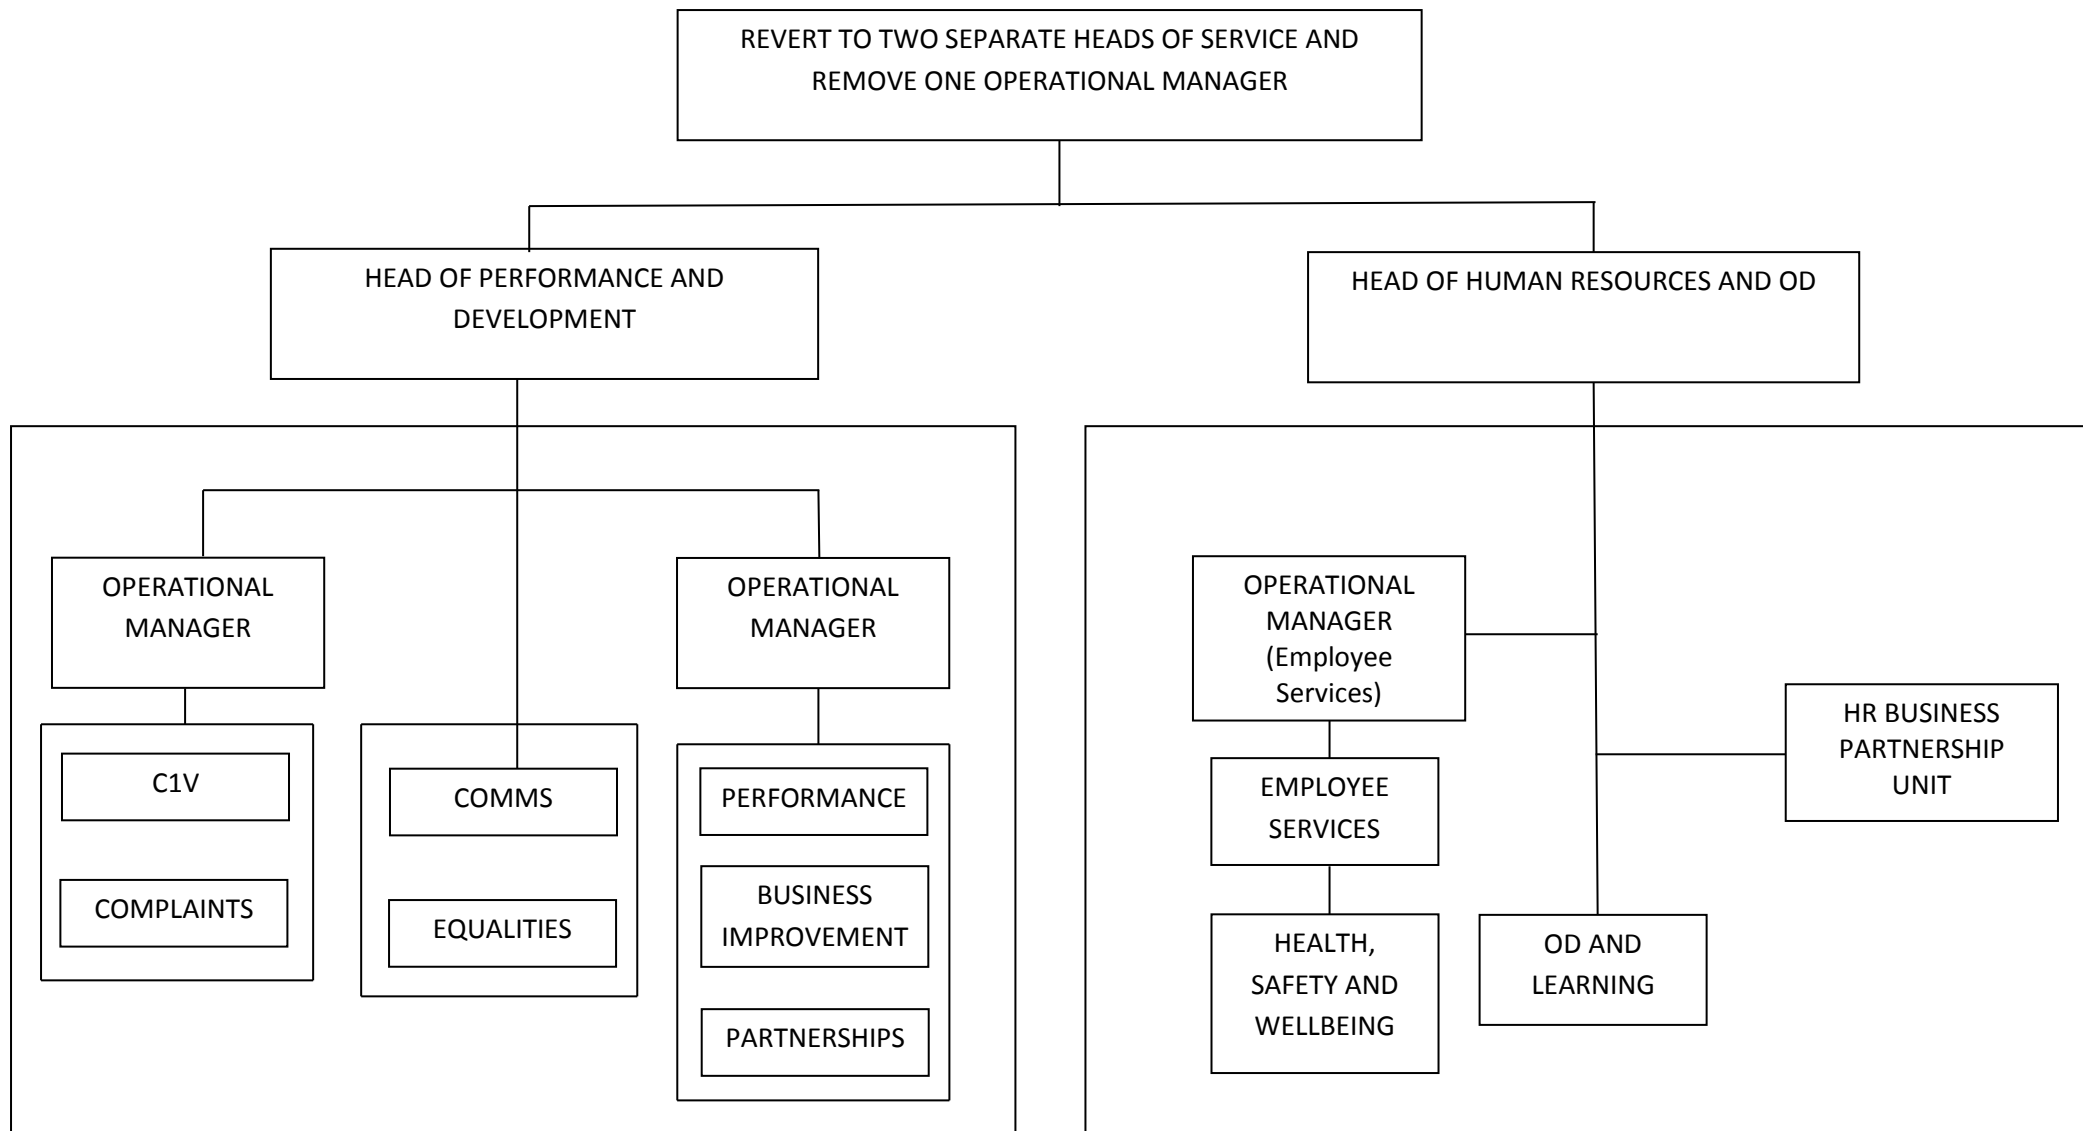 REVERT TO TWO SEPARATE HEADS OF SERVICE AND
REMOVE ONE OPERATIONAL MANAGER
HEAD OF PERFORMANCE AND
DEVELOPMENT
HEAD OF HUMAN RESOURCES AND OD
OPERATIONAL
MANAGER
OPERATIONAL
MANAGER
OPERATIONAL
MANAGER
(Employee
Services)
C1V
COMPLAINTS
COMMS
EQUALITIES
PERFORMANCE
BUSINESS
IMPROVEMENT
PARTNERSHIPS
EMPLOYEE
SERVICES
HEALTH,
SAFETY AND
WELLBEING
OD AND
LEARNING
HR BUSINESS
PARTNERSHIP
UNIT